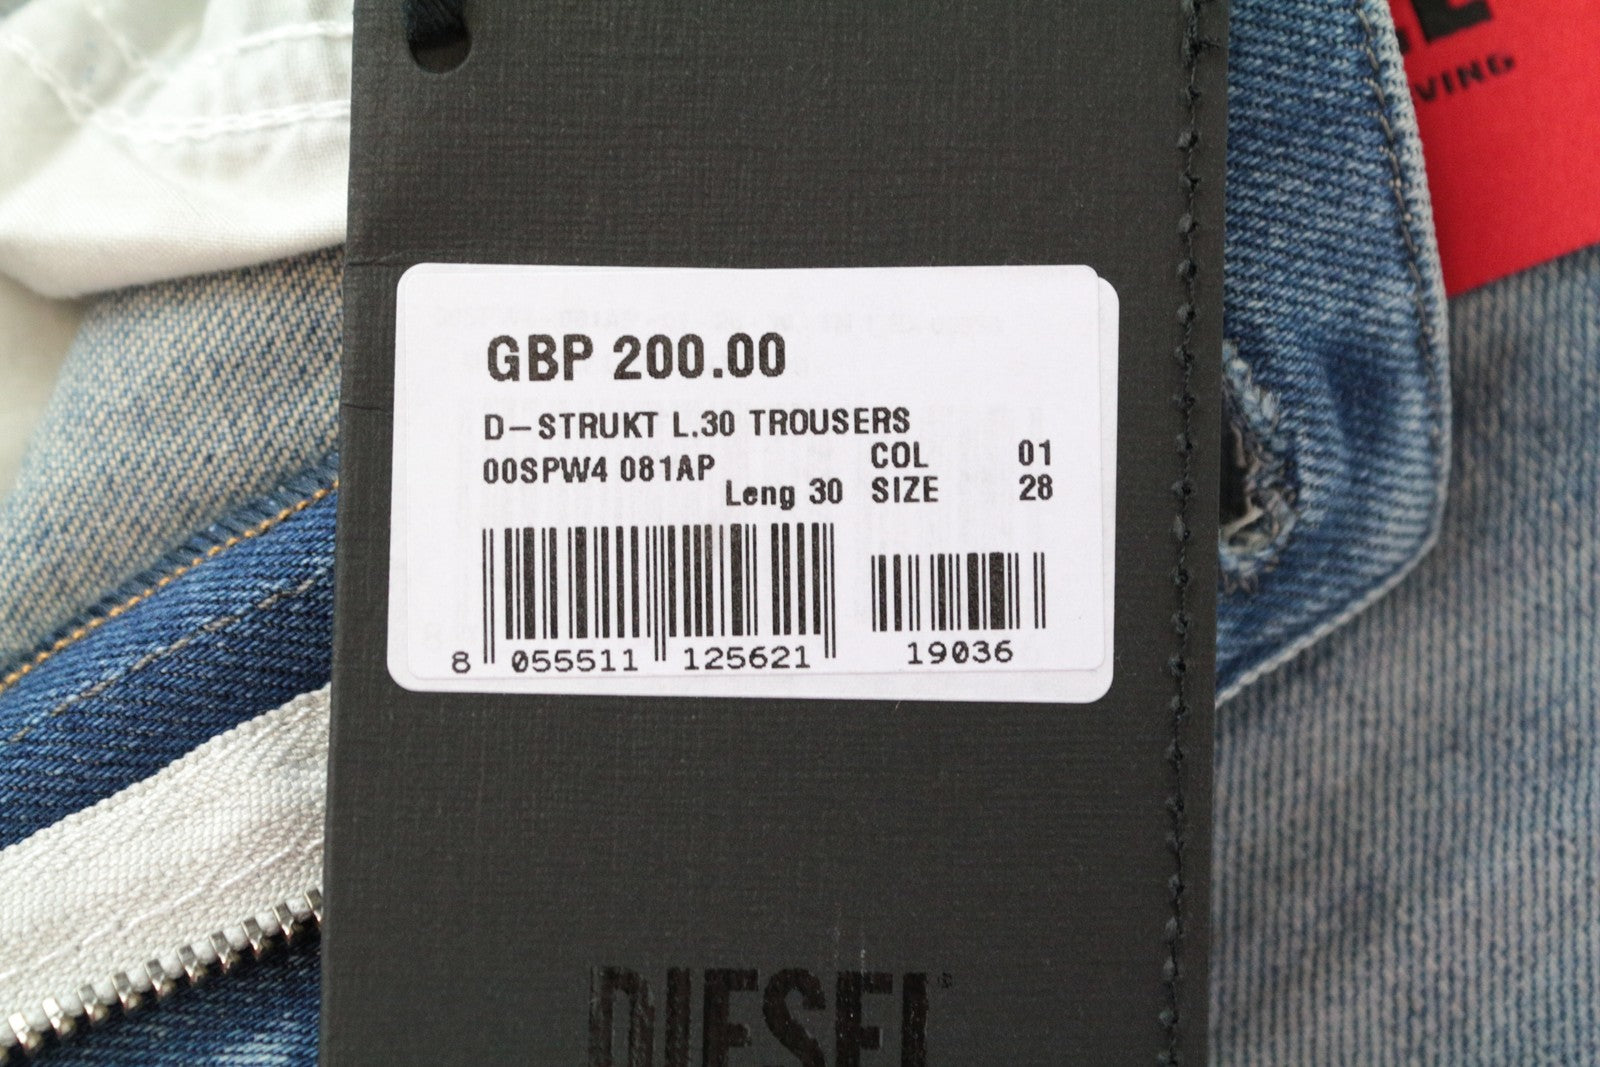 VING
GBP 200.00
D-STRUKT L.30 TROUSERS
00SPW4 081AP
COL 01
Leng 30
SIZE 28
8 055511 125621
19036
DIESEL